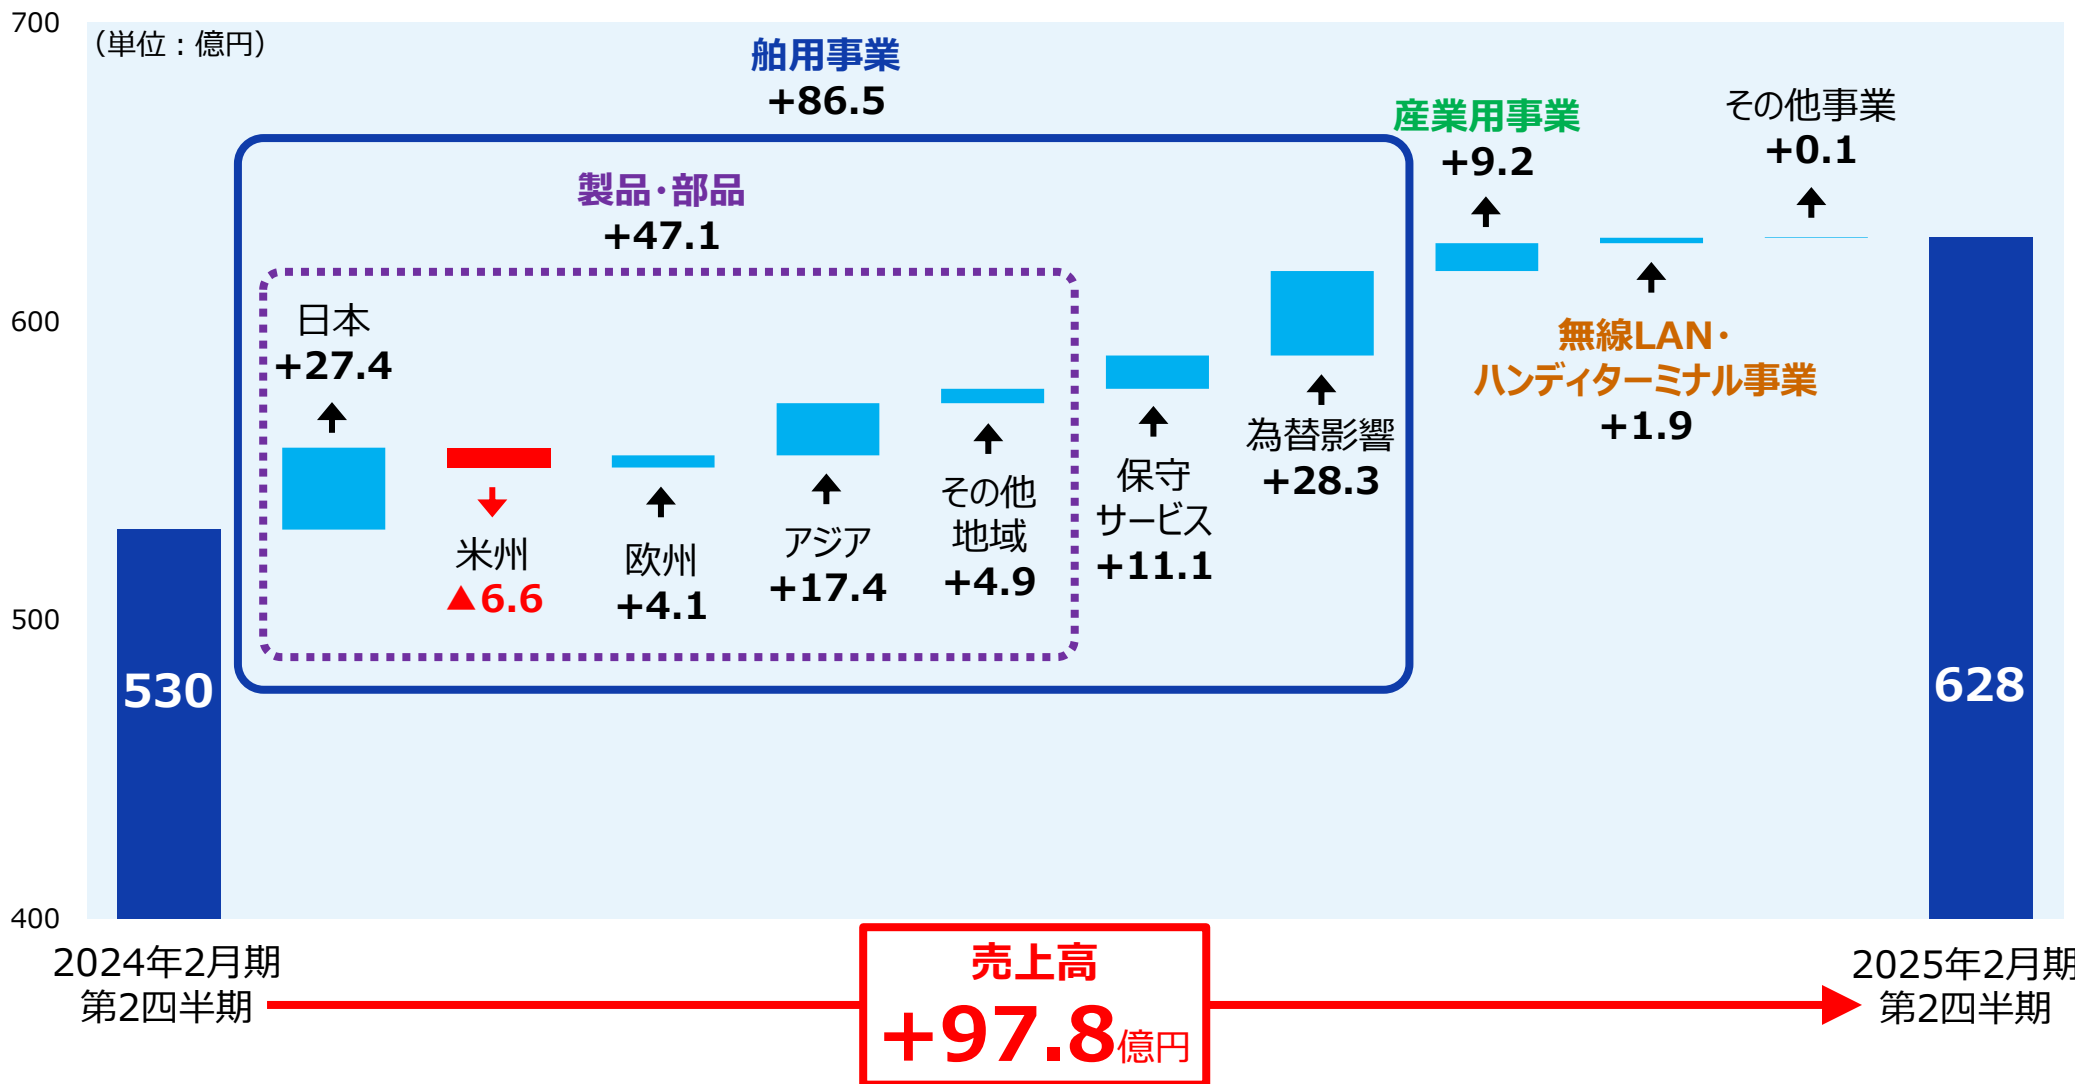 700
(単位:億円)
舶用事業
+86.5
産業用事業
+9.2
その他事業
+0.1
製品・部品
+47.1
600
日本
+27.4
米州
▲6.6
欧州
+4.1
アジア
+17.4
その他
地域
+4.9
保守
サービス
+11.1
為替影響
+28.3
無線LAN・
ハンディターミナル事業
+1.9
500
530
628
400
2024年2月期
第2四半期
売上高
+97.8億円
2025年2月期
第2四半期